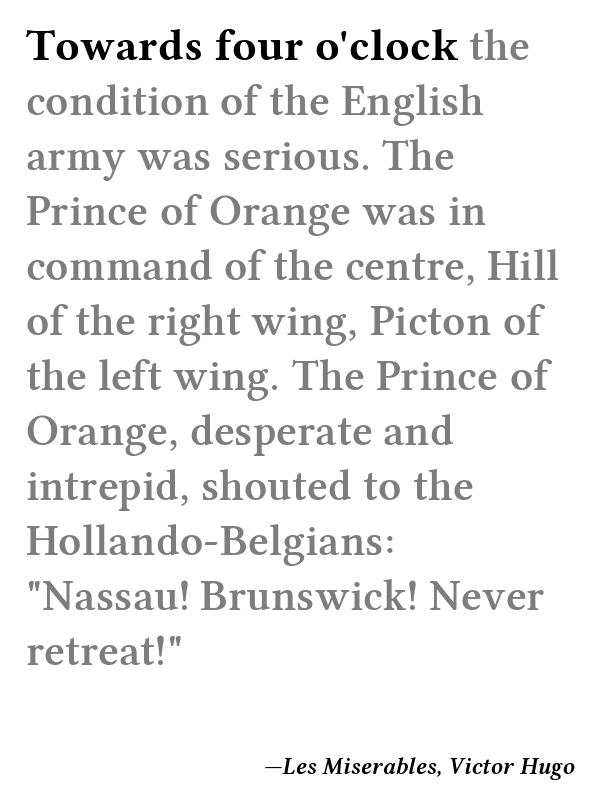 Towards four o'clock the
condition of the English
army was serious. The
Prince of Orange was in
command of the centre, Hill
of the right wing, Picton of
the left wing. The Prince of
Orange, desperate and
intrepid, shouted to the
Hollando-Belgians:
"Nassau! Brunswick! Never
retreat!"
—Les Miserables, Victor Hugo